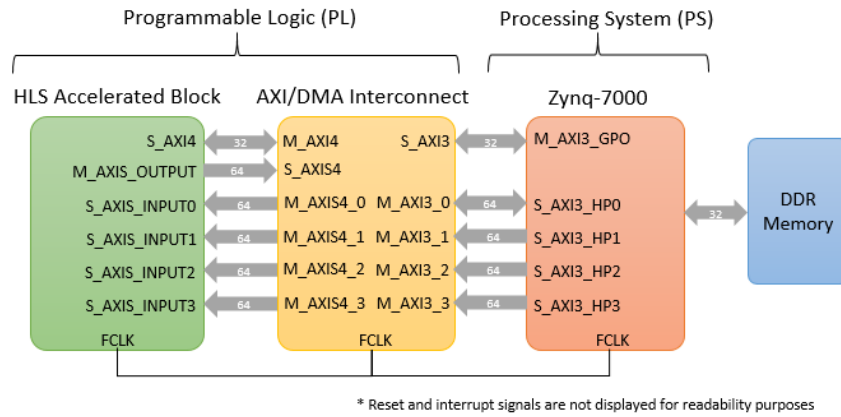 Programmable Logic (PL)
Processing System (PS)
HLS Accelerated Block
AXI/DMA Interconnect
Zynq-7000
S_AXI4
32
M_AXI4
S_AXI3
32
M_AXI3_GPO
M_AXIS_OUTPUT
64
S_AXIS4
S_AXIS_INPUT0
64
M_AXIS4_0
M_AXI3_0
64
S_AXI3_HP0
S_AXIS_INPUT1
64
M_AXIS4_1
M_AXI3_1
64
S_AXI3_HP1
S_AXIS_INPUT2
64
M_AXIS4_2
M_AXI3_2
64
S_AXI3_HP2
S_AXIS_INPUT3
64
M_AXIS4_3
M_AXI3_3
64
S_AXI3_HP3
32
DDR
Memory
FCLK
FCLK
FCLK
* Reset and interrupt signals are not displayed for readability purposes